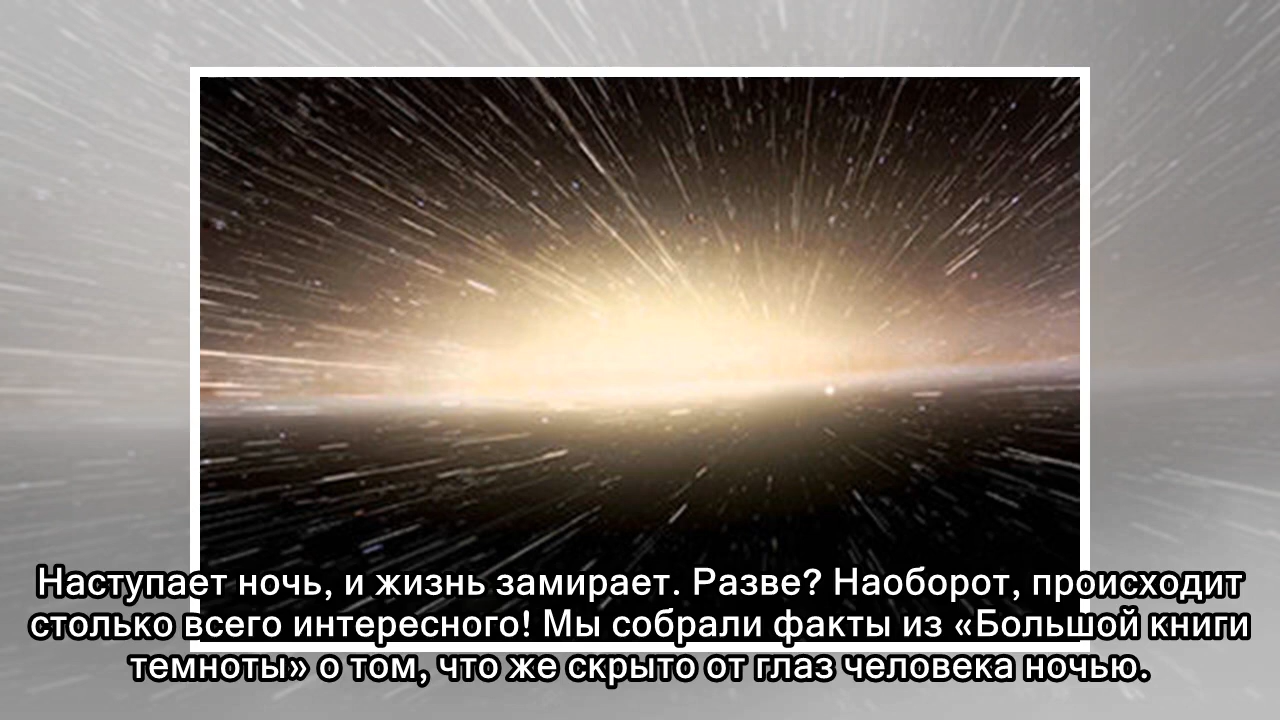 Наступает ночь, и жизнь замирает. Разве? Наоборот, происходит
столько всего интересного! Мы собрали факты из «Большой книги
темноты» о том, что же скрыто от глаз человека ночью.